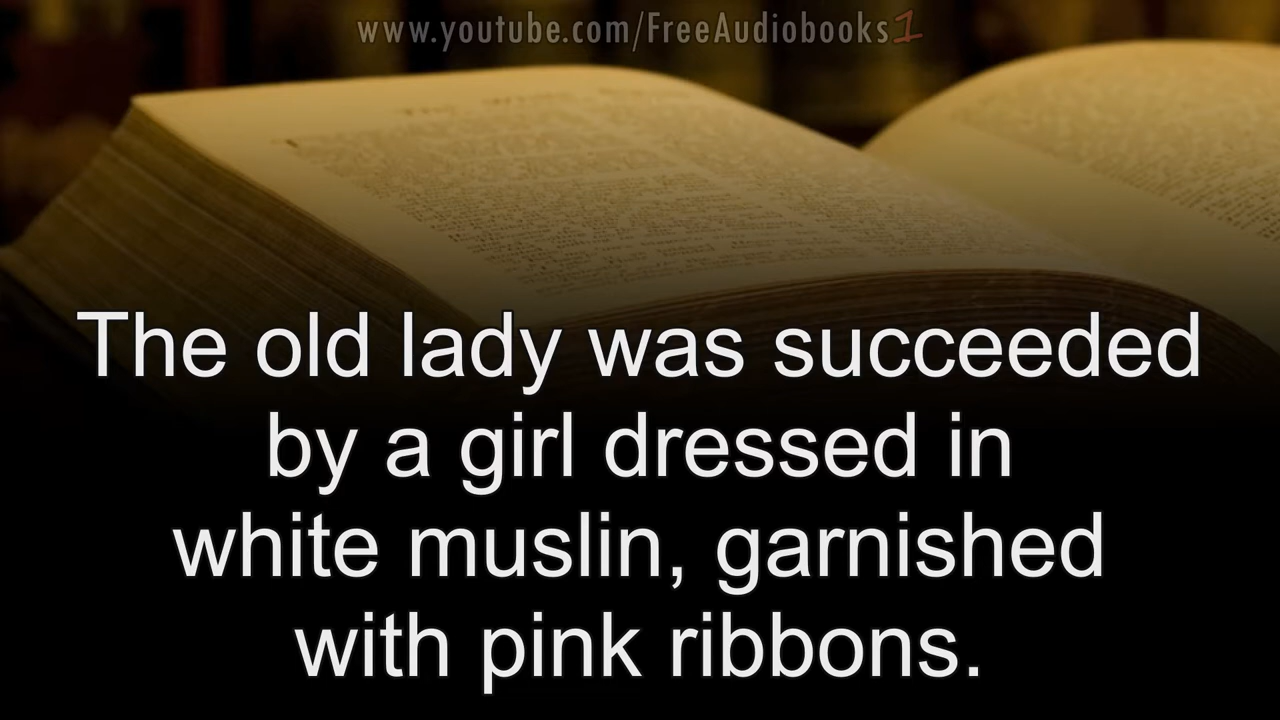 www.youtube.com/FreeAudiobooks1
The old lady was succeeded
by a girl dressed in
white muslin, garnished
with pink ribbons.